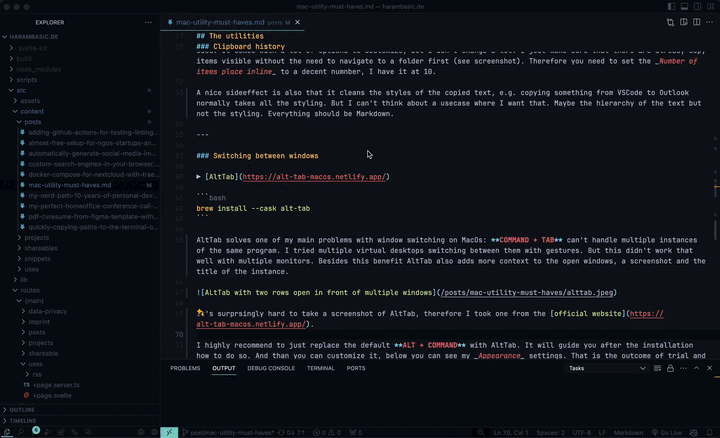 mac-utility-must-haves.md — harambasic.de
EXPLORER
HARAMBASIC.DE
.svelte-kit
build
node_modules
scripts
src
assets
content
posts
adding-github-actions-for-testing-linting...
almost-free-setup-for-ngos-startups-an...
automatically-generate-social-media-im...
custom-search-engines-in-your-browser...
docker-compose-for-nextcloud-with-trae...
mac-utility-must-haves.md M
my-nerd-path-10-years-of-personal-dev...
my-perfect-homeoffice-conference-call-...
pdf-cvresume-from-figma-template-with...
quickly-copying-paths-to-the-terminal-o...
projects
shareables
snippets
uses
lib
routes
(main)
data-privacy
imprint
posts
projects
shareable
uses
rss
+page.server.ts
+page.svelte
OUTLINE
TIMELINE
mac-utility-must-haves.md posts M
## The utilities
### Clipboard history
items visible without the need to navigate to a folder first (see screenshot). Therefore you need to set the _Number of
items place inline_ to a decent number, I have it at 10.
A nice sideeffect is also that it cleans the styles of the copied text, e.g. copying something from VSCode to Outlook
normally takes all the styling. But I can't think about a usecase where I want that. Maybe the hierarchy of the text but
not the styling. Everything should be Markdown.
---
### Switching between windows
► [AltTab](https://alt-tab-macos.netlify.app/)
```bash
brew install --cask alt-tab
```
AltTab solves one of my main problems with window switching on MacOs: **COMMAND + TAB** can't handle multiple instances
of the same program. I tried multiple virtual desktops switching between them with gestures. But this didn't work that
well with multiple monitors. Besides this benefit AltTab also adds more context to the open windows, a screenshot and the
title of the instance.
![AltTab with two rows open in front of multiple windows](/posts/mac-utility-must-haves/alttab.jpeg)
's surprsingly hard to take a screenshot of AltTab, therefore I took one from the [official website](https://
alt-tab-macos.netlify.app/).
70
I highly recommend to just replace the default **ALT + COMMAND** with AltTab. It will guide you after the installation
how to do so. And than you can customize it, below you can see my _Appearance_ settings. That is the outcome of trial and
PROBLEMS OUTPUT DEBUG CONSOLE TERMINAL PORTS Tasks
Ln 70, Col 1 Spaces: 2 UTF-8 LF Markdown Go Live